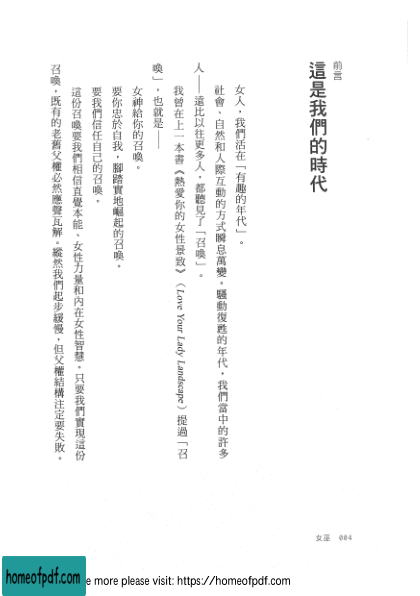 前言
這是我們的時代
女人，我們活在「有趣的年代」。
社會、自然和人際互動的方式瞬息萬變。騷動復甦的年代，我們當中的許多
人——遠比以往更多人，都聽見了「召喚」。
我曾在上一本書《熱愛你的女性景致》（Love Your Lady Landscape）提過「召
喚」，也就是——
女神給你的召喚。
要你忠於自我，腳踏實地崛起的召喚。
要我們信任自己的召喚。
這份召喚要我們相信直覺本能、女性力量和內在女性智慧。只要我們實現這份
召喚，既有的老舊父權必然應聲瓦解。縱然我們起步緩慢，但父權結構注定要失敗。
女巫 004
homeofpdf.com
e more please visit: https://homeofpdf.com